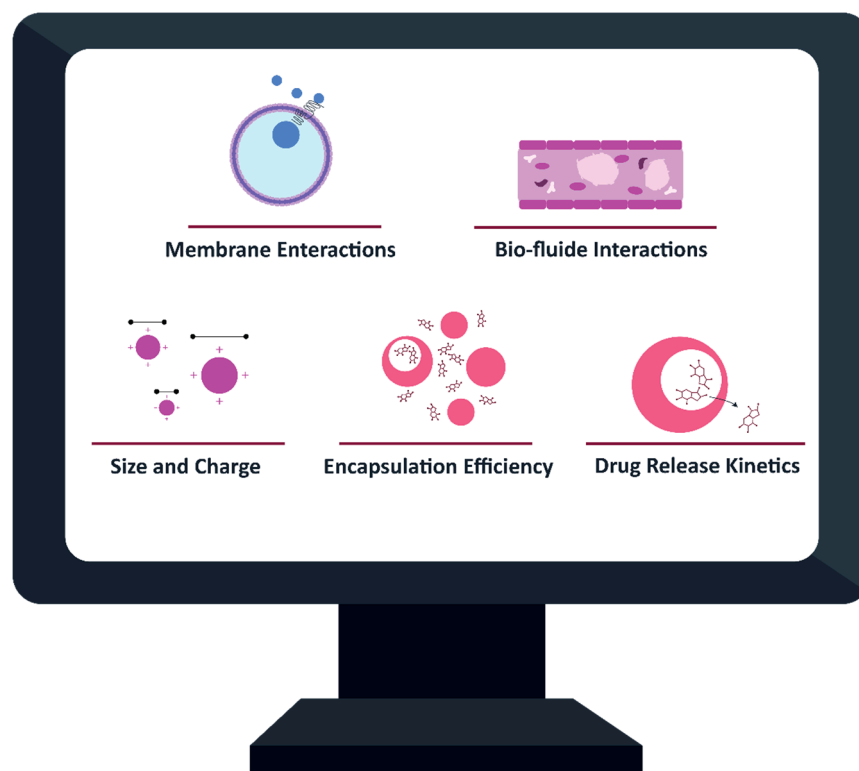 Membrane Enteractions
Bio-fluide Interactions
Size and Charge
Encapsulation Efficiency
Drug Release Kinetics